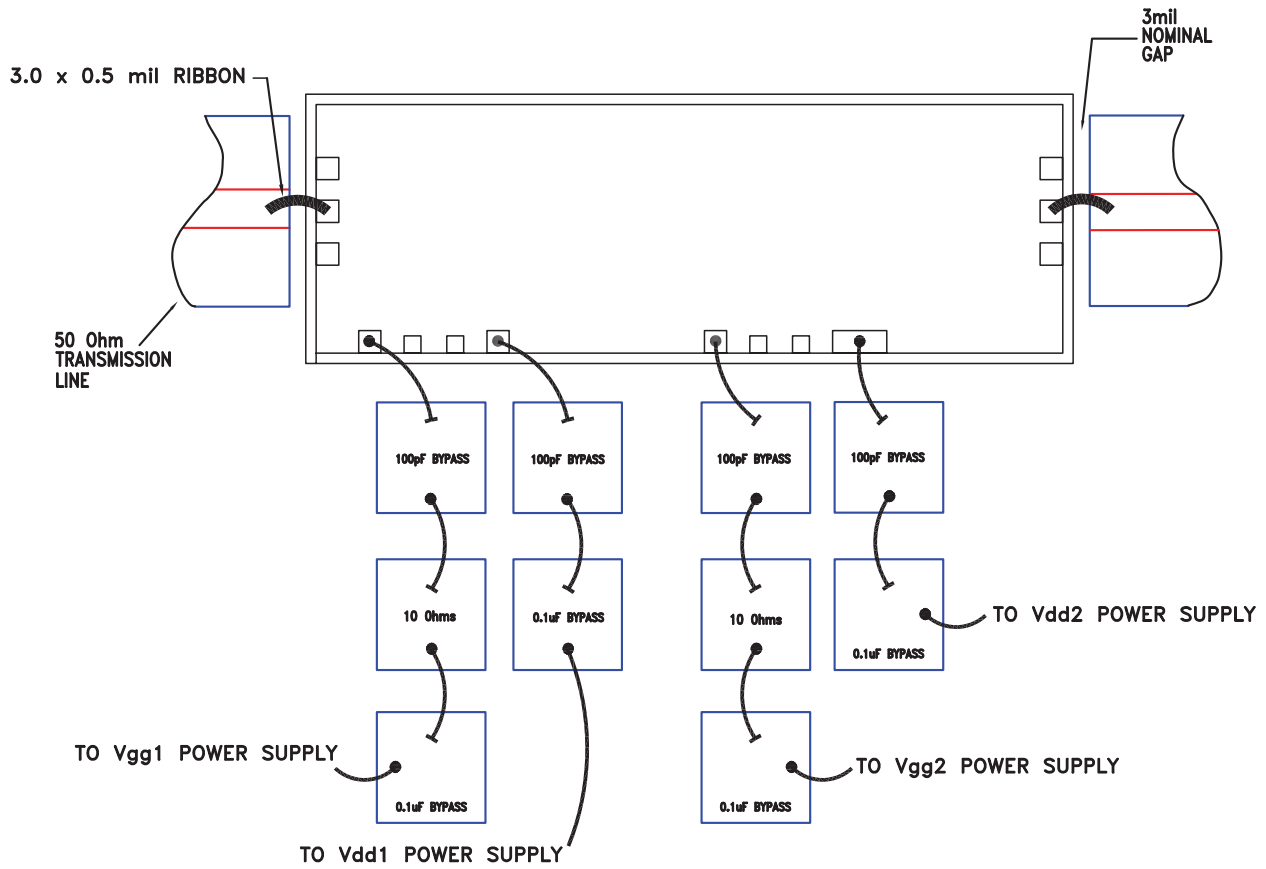 3mil
NOMINAL
GAP
3.0 x 0.5 mil RIBBON
50 Ohm
TRANSMISSION
LINE
100pF BYPASS
100pF BYPASS
100pF BYPASS
100pF BYPASS
10 Ohms
0.1uF BYPASS
10 Ohms
TO Vdd2 POWER SUPPLY
0.1uF BYPASS
TO Vgg1 POWER SUPPLY
TO Vgg2 POWER SUPPLY
0.1uF BYPASS
0.1uF BYPASS
TO Vdd1 POWER SUPPLY